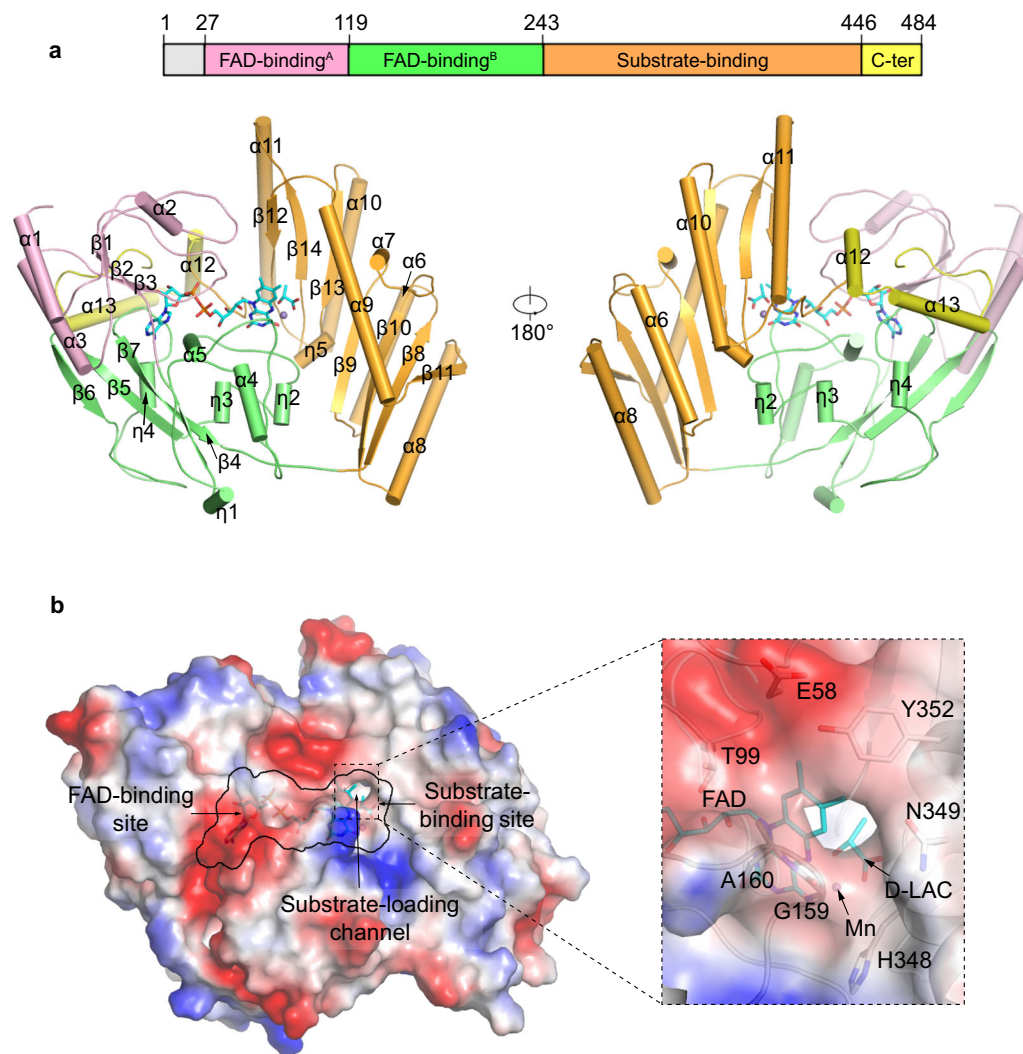 1 27 119 243 446 484
a
FAD-bindingᴬ FAD-bindingᴮ Substrate-binding C-ter
α11 α11
α2 α10 α10
α1 β1 β12 β14 α7
β2 α12 α6 α12
β3 β13 α9
α13 β10 α6 α13
α3 β7 α5 η5 β9 β8 180°
β6 β5 α4 β11
η3 η2 η2 η3 η4
η4 β4 α8 α8
η1
b
E58
Y352
T99
FAD-binding
site
Substrate-
binding site
FAD
N349
A160
D-LAC
G159
Mn
Substrate-loading
channel
H348